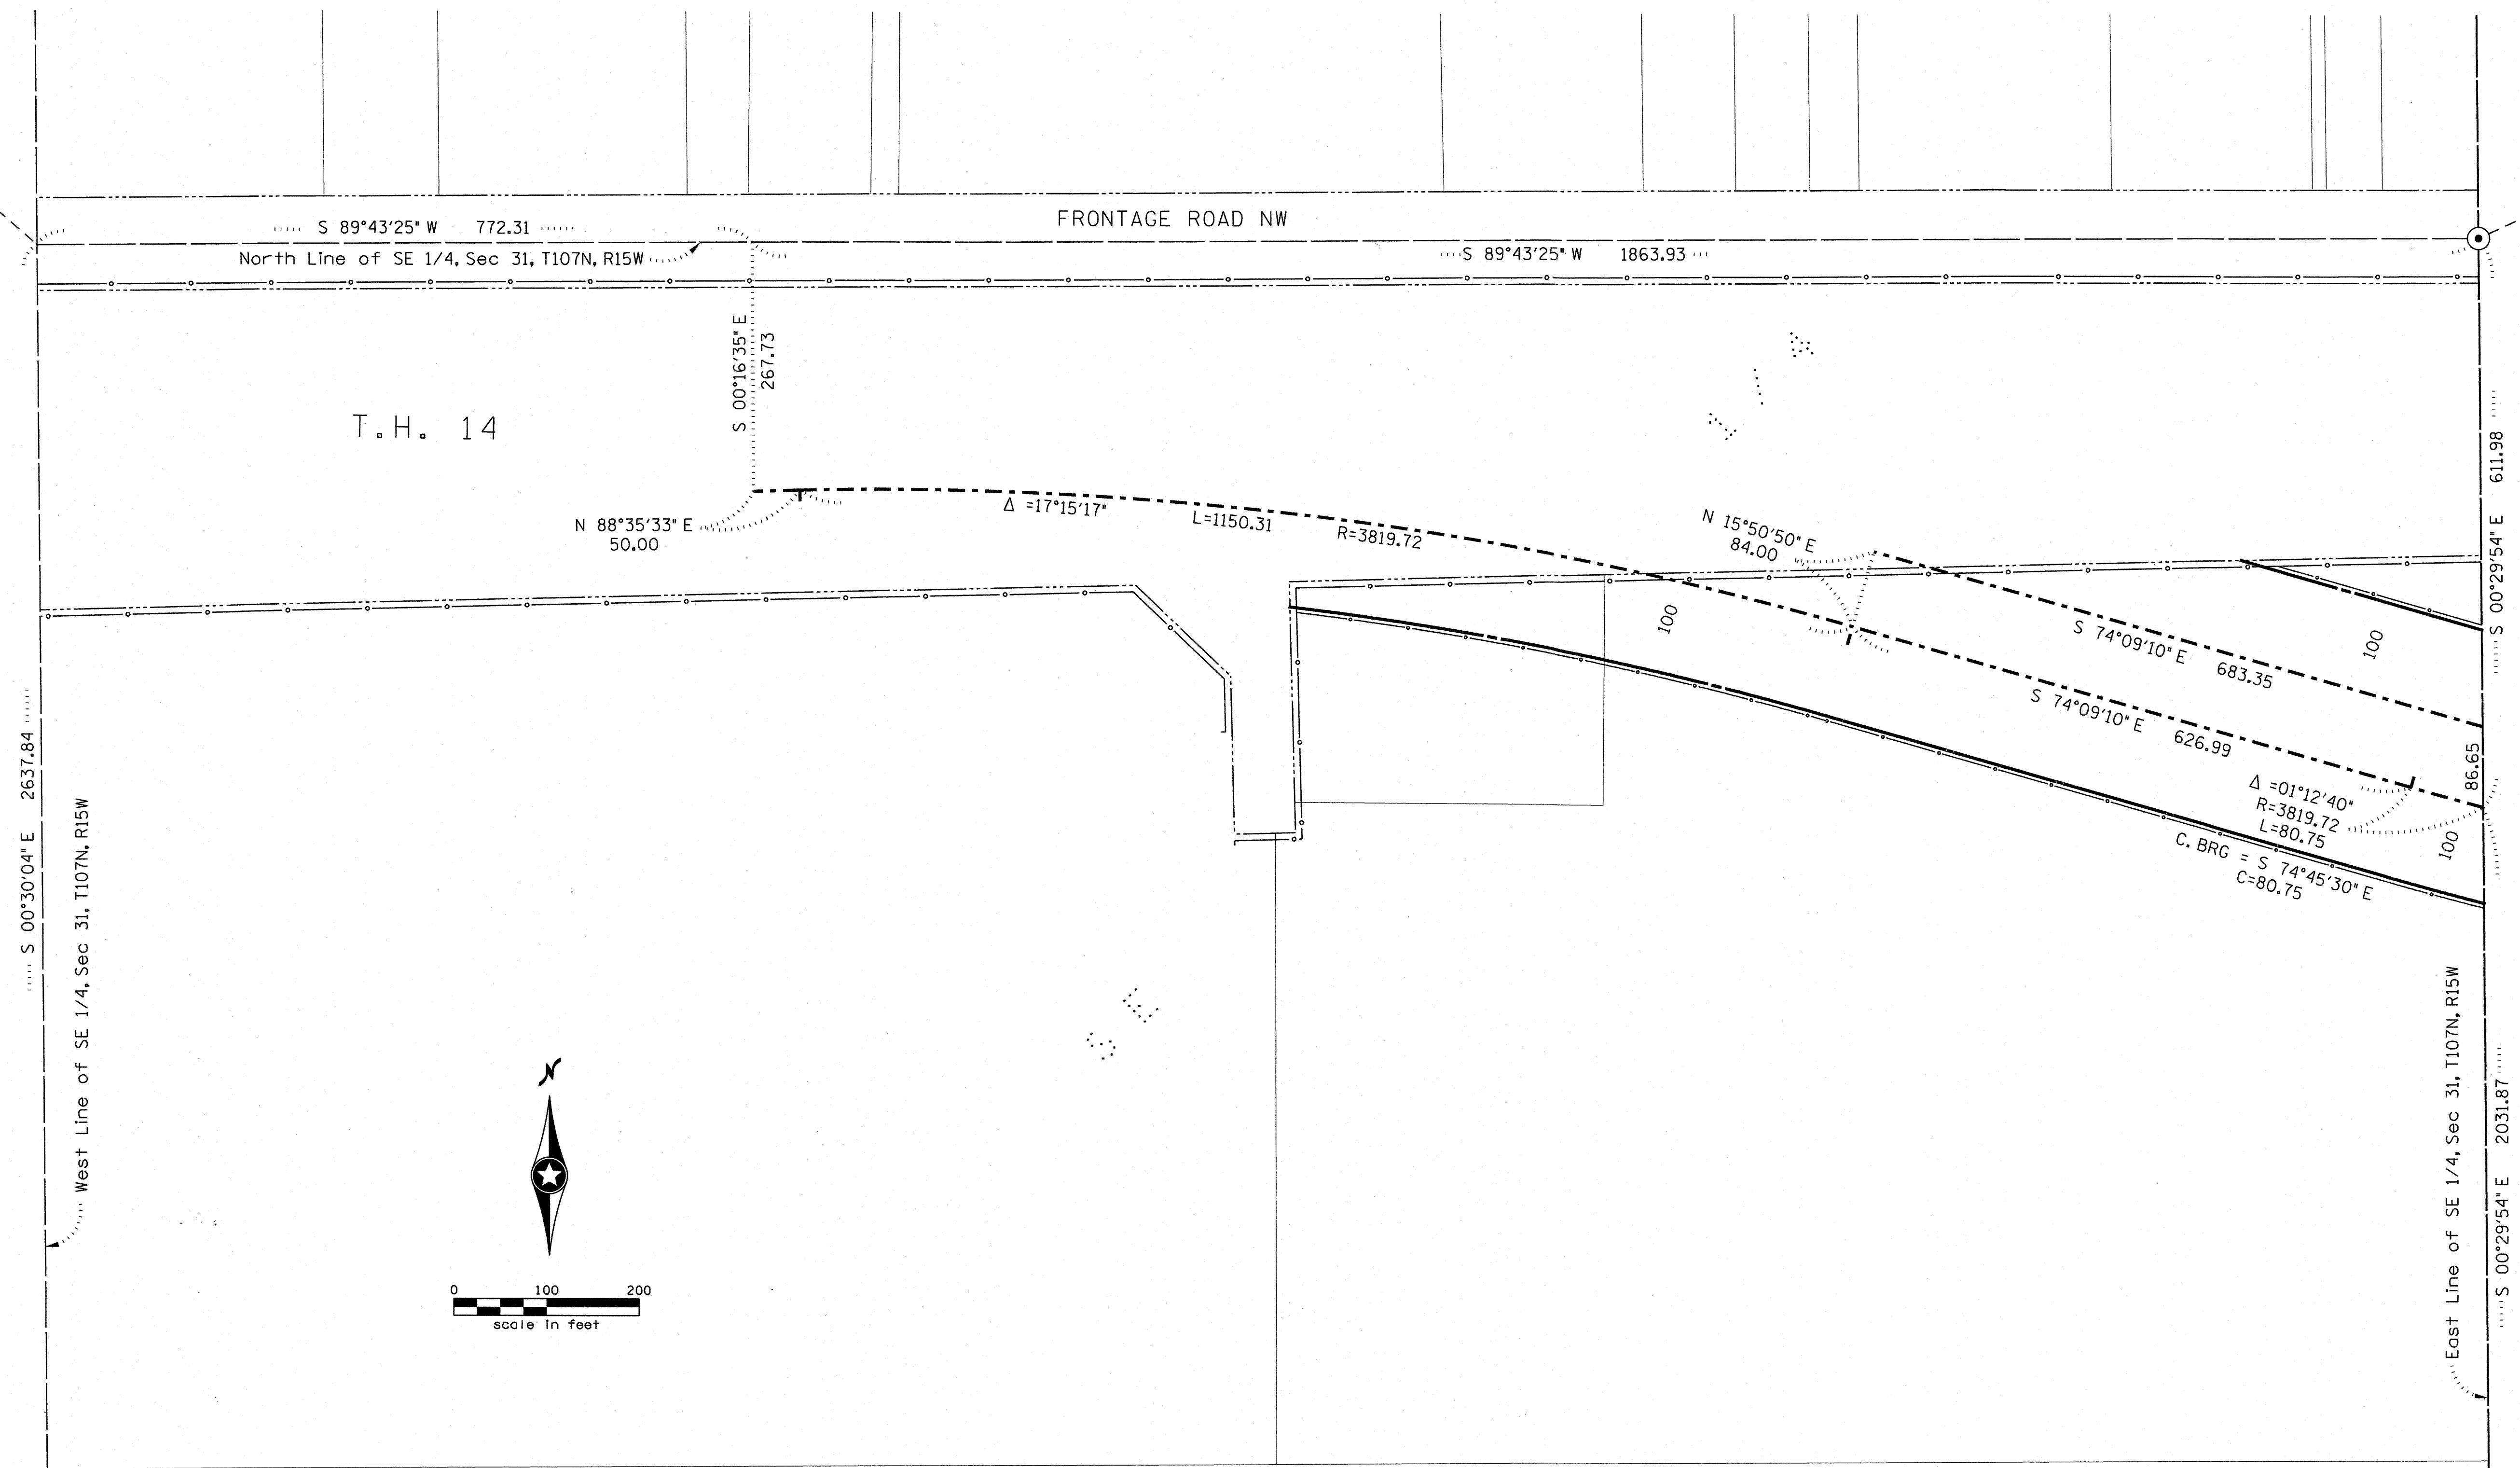 FRONTAGE ROAD NW
S 89°43'25" W 772.31
North Line of SE 1/4, Sec 31, T107N, R15W
S 89°43'25" W 1863.93
S 00°16'35" E
267.73
T.H. 14
1/4
N 88°35'33" E
50.00
Δ =17°15'17"
L=1150.31
R=3819.72
N 15°50'50" E
84.00
100
S 74°09'10" E 683.35
100
S 74°09'10" E 626.99
S 00°29'54" E 611.98
86.65
Δ =01°12'40"
R=3819.72
L=80.75
C. BRG = S 74°45'30" E
C=80.75
100
S 00°30'04" E 2637.84
West Line of SE 1/4, Sec 31, T107N, R15W
SE
N
0 100 200
scale in feet
East Line of SE 1/4, Sec 31, T107N, R15W
S 00°29'54" E 2031.87